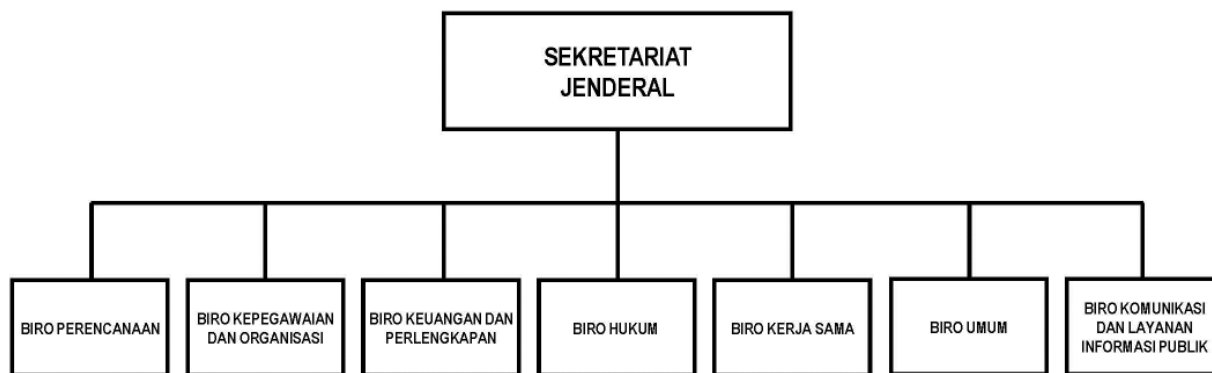 SEKRETARIAT
JENDERAL
BIRO PERENCANAAN
BIRO KEPEGAWAIAN
DAN ORGANISASI
BIRO KEUANGAN DAN
PERLENGKAPAN
BIRO HUKUM
BIRO KERJA SAMA
BIRO UMUM
BIRO KOMUNIKASI
DAN LAYANAN
INFORMASI PUBLIK